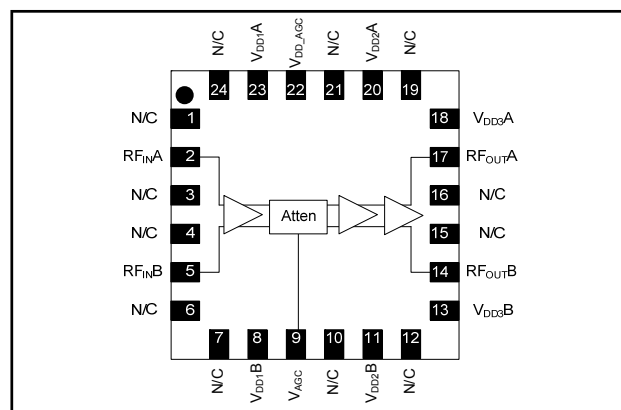 N/C
VDD1A
VDD_AGC
N/C
VDD2A
N/C
24
23
22
21
20
19
N/C
1
18
VDD3A
RFINA
2
17
RFOUTA
N/C
3
16
N/C
Atten
N/C
4
15
N/C
RFINB
5
14
RFOUTB
N/C
6
13
VDD3B
7
8
9
10
11
12
N/C
VDD1B
VAGC
N/C
VDD2B
N/C